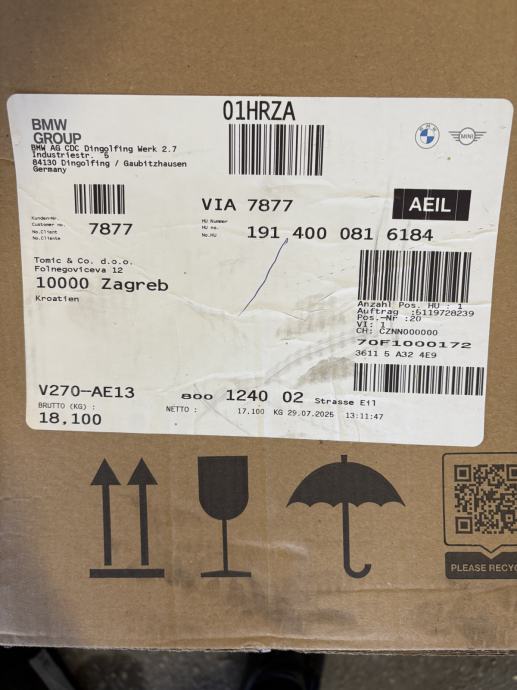 01HRZA
BMW
GROUP
BMW AG CDC Dingolfing Werk 2.7
Industriestr. 5
84130 Dingolfing / Gaubitzhausen
Germany
MINI
VIA 7877
AEIL
Kunden-Nr.
Customer no.
No.Client
No.Cliente
7877
HU Nummer
HU no.
No.HU
191 400 081 6184
Tomic & Co. d.o.o.
Folnegoviceva 12
10000 Zagreb
Kroatien
Anzahl Pos. HU : 1
Auftrag :5119728239
Pos.-Nr :20
VI: 1
CH: CZNN000000
70F1000172
3611 5 A32 4E9
V270-AE13
800 1240 02 Strasse Eil
BRUTTO (KG) :
18,100
NETTO : 17,100 KG 29.07.2025 13:11:47
PLEASE RECYC